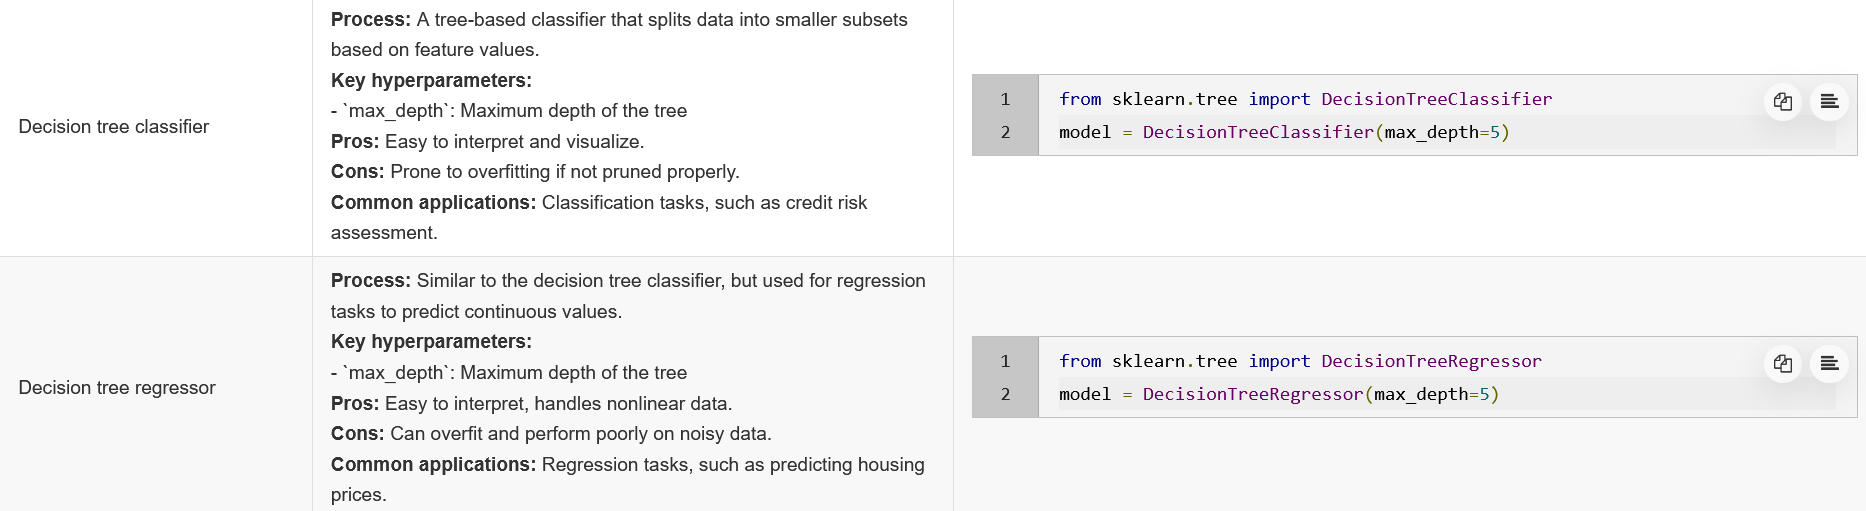 Decision tree classifier
Process: A tree-based classifier that splits data into smaller subsets
based on feature values.
Key hyperparameters:
- `max_depth`: Maximum depth of the tree
Pros: Easy to interpret and visualize.
Cons: Prone to overfitting if not pruned properly.
Common applications: Classification tasks, such as credit risk
assessment.
1 from sklearn.tree import DecisionTreeClassifier
2 model = DecisionTreeClassifier(max_depth=5)
Decision tree regressor
Process: Similar to the decision tree classifier, but used for regression
tasks to predict continuous values.
Key hyperparameters:
- `max_depth`: Maximum depth of the tree
Pros: Easy to interpret, handles nonlinear data.
Cons: Can overfit and perform poorly on noisy data.
Common applications: Regression tasks, such as predicting housing
prices.
1 from sklearn.tree import DecisionTreeRegressor
2 model = DecisionTreeRegressor(max_depth=5)